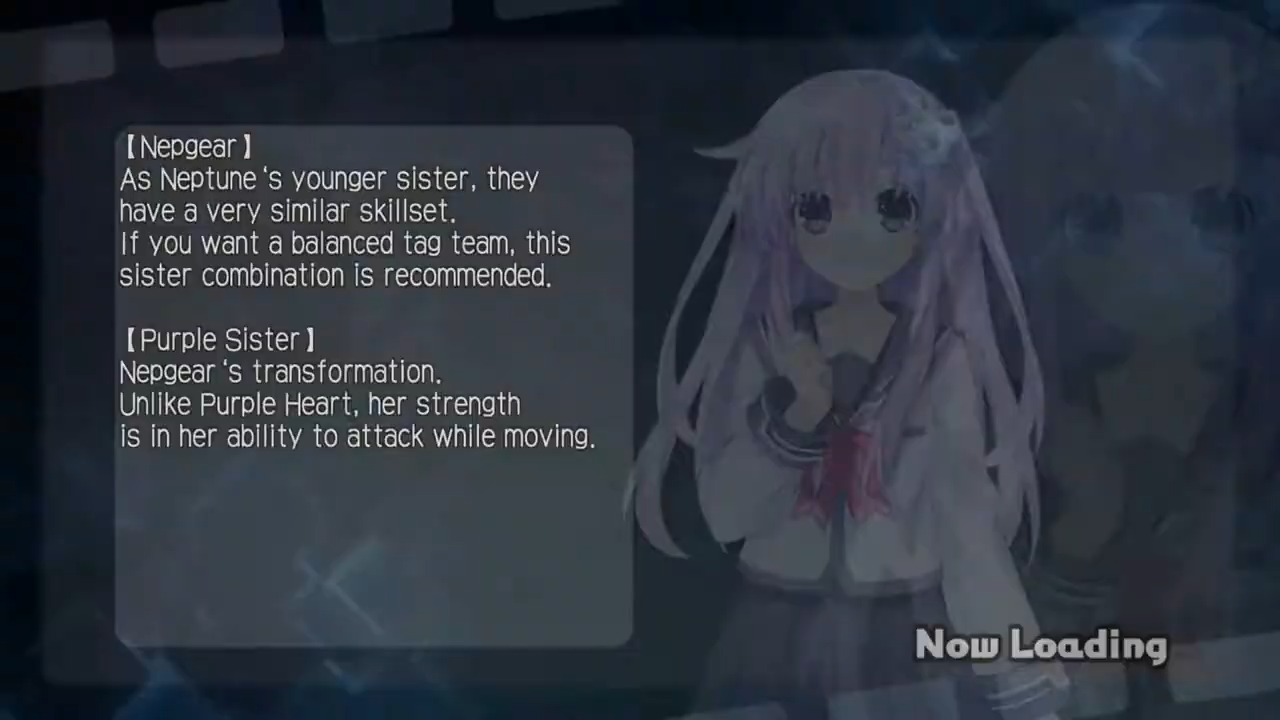 【Nepgear】
As Neptune‘s younger sister, they
have a very similar skillset.
If you want a balanced tag team, this
sister combination is recommended.
【Purple Sister】
Nepgear‘s transformation.
Unlike Purple Heart, her strength
is in her ability to attack while moving.
Now Loading